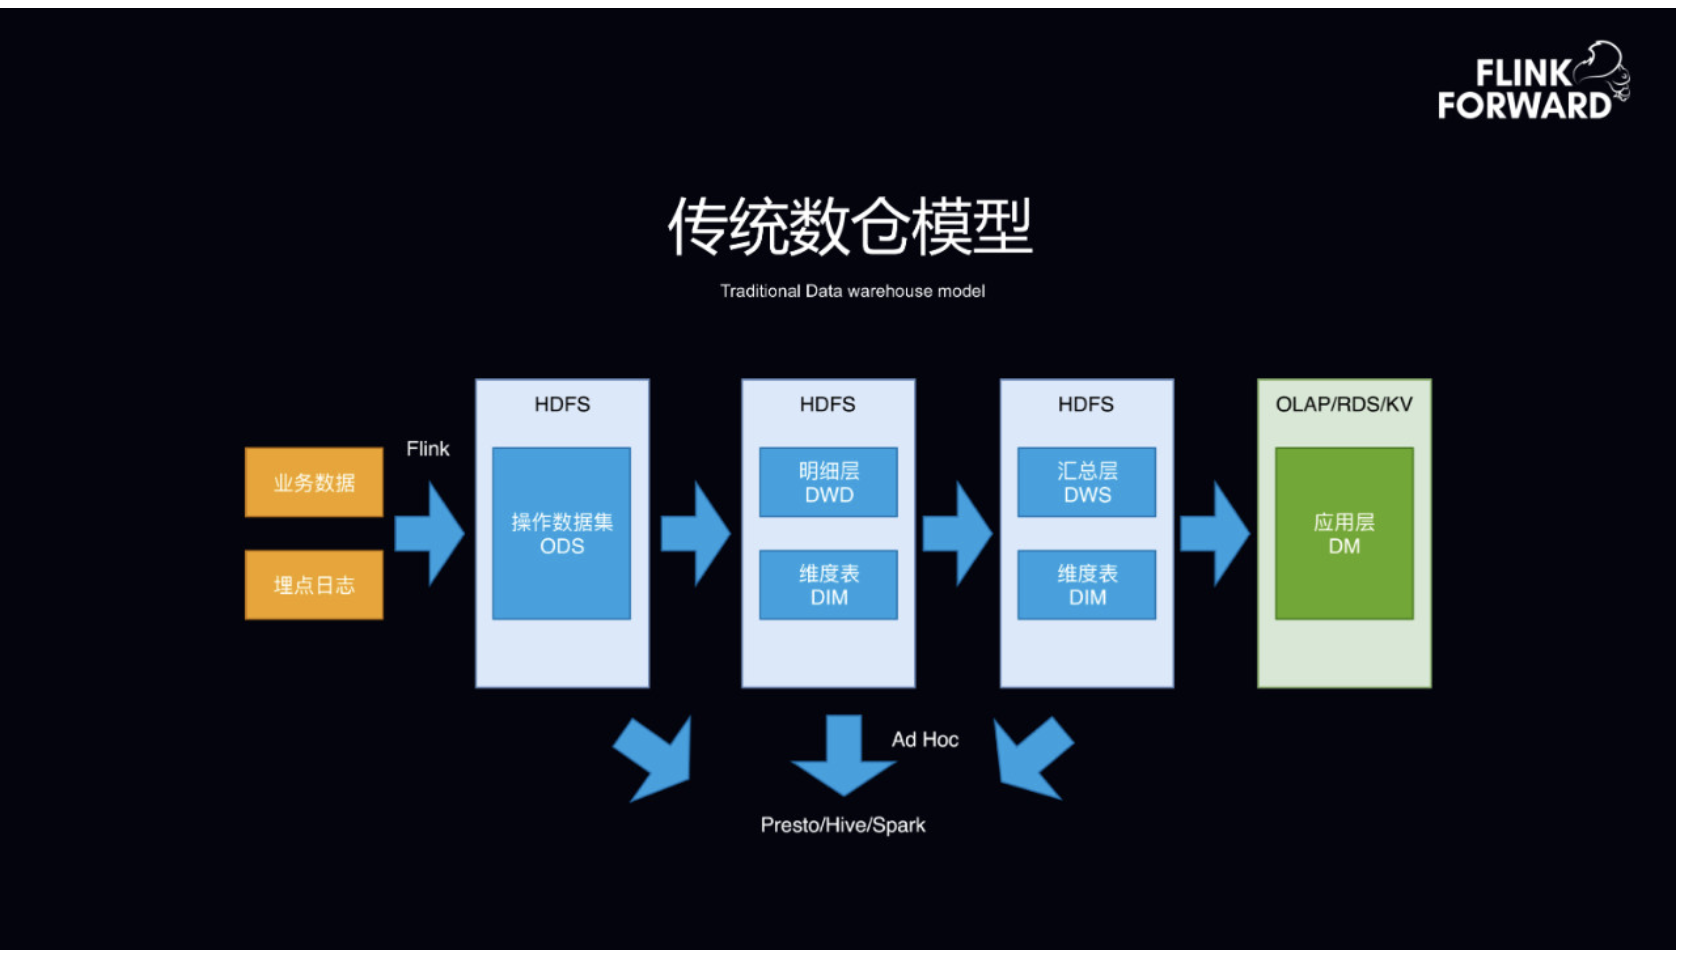 FLINK
FORWARD
传统数仓模型
Traditional Data warehouse model
业务数据
埋点日志
Flink
HDFS
操作数据集
ODS
HDFS
明细层
DWD
维度表
DIM
HDFS
汇总层
DWS
维度表
DIM
OLAP/RDS/KV
应用层
DM
Ad Hoc
Presto/Hive/Spark